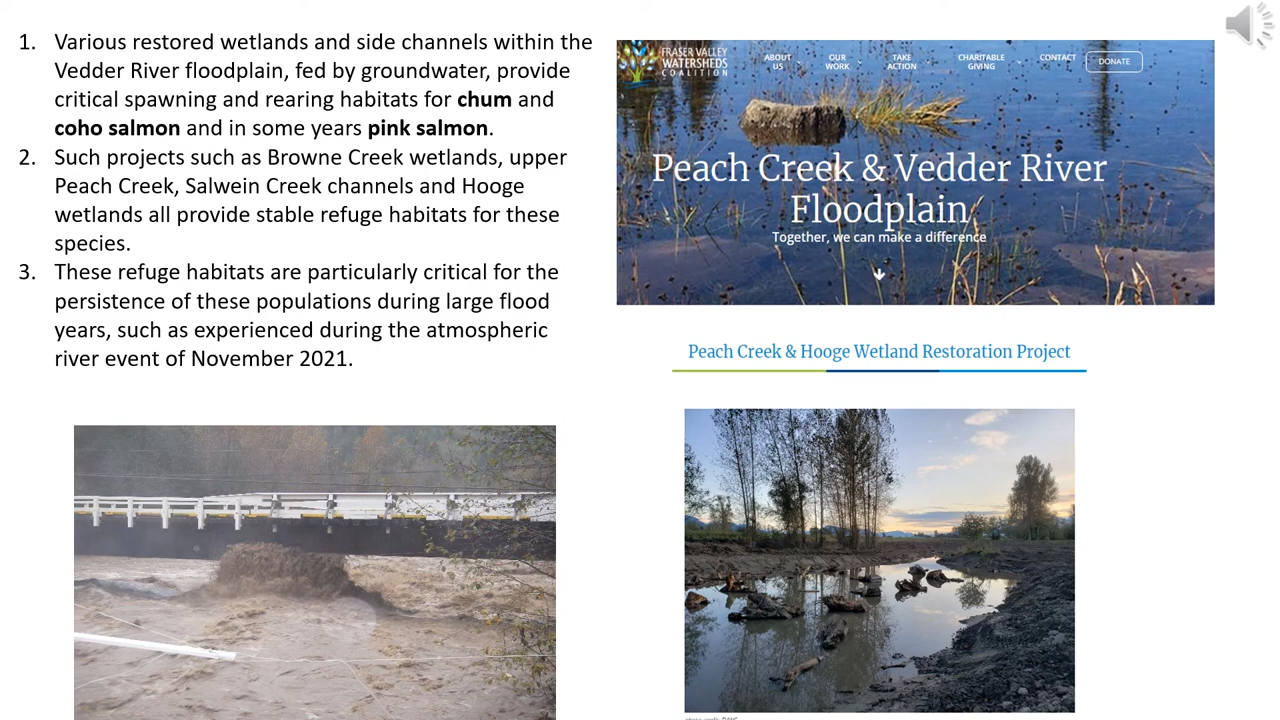 1. Various restored wetlands and side channels within the
Vedder River floodplain, fed by groundwater, provide
critical spawning and rearing habitats for chum and
coho salmon and in some years pink salmon.
2. Such projects such as Browne Creek wetlands, upper
Peach Creek, Salwein Creek channels and Hooge
wetlands all provide stable refuge habitats for these
species.
3. These refuge habitats are particularly critical for the
persistence of these populations during large flood
years, such as experienced during the atmospheric
river event of November 2021.
FRASER VALLEY
WATERSHEDS
COALITION
ABOUT
US
OUR
WORK
TAKE
ACTION
CHARITABLE
GIVING
CONTACT
DONATE
Peach Creek & Vedder River
Floodplain
Together, we can make a difference
Peach Creek & Hooge Wetland Restoration Project